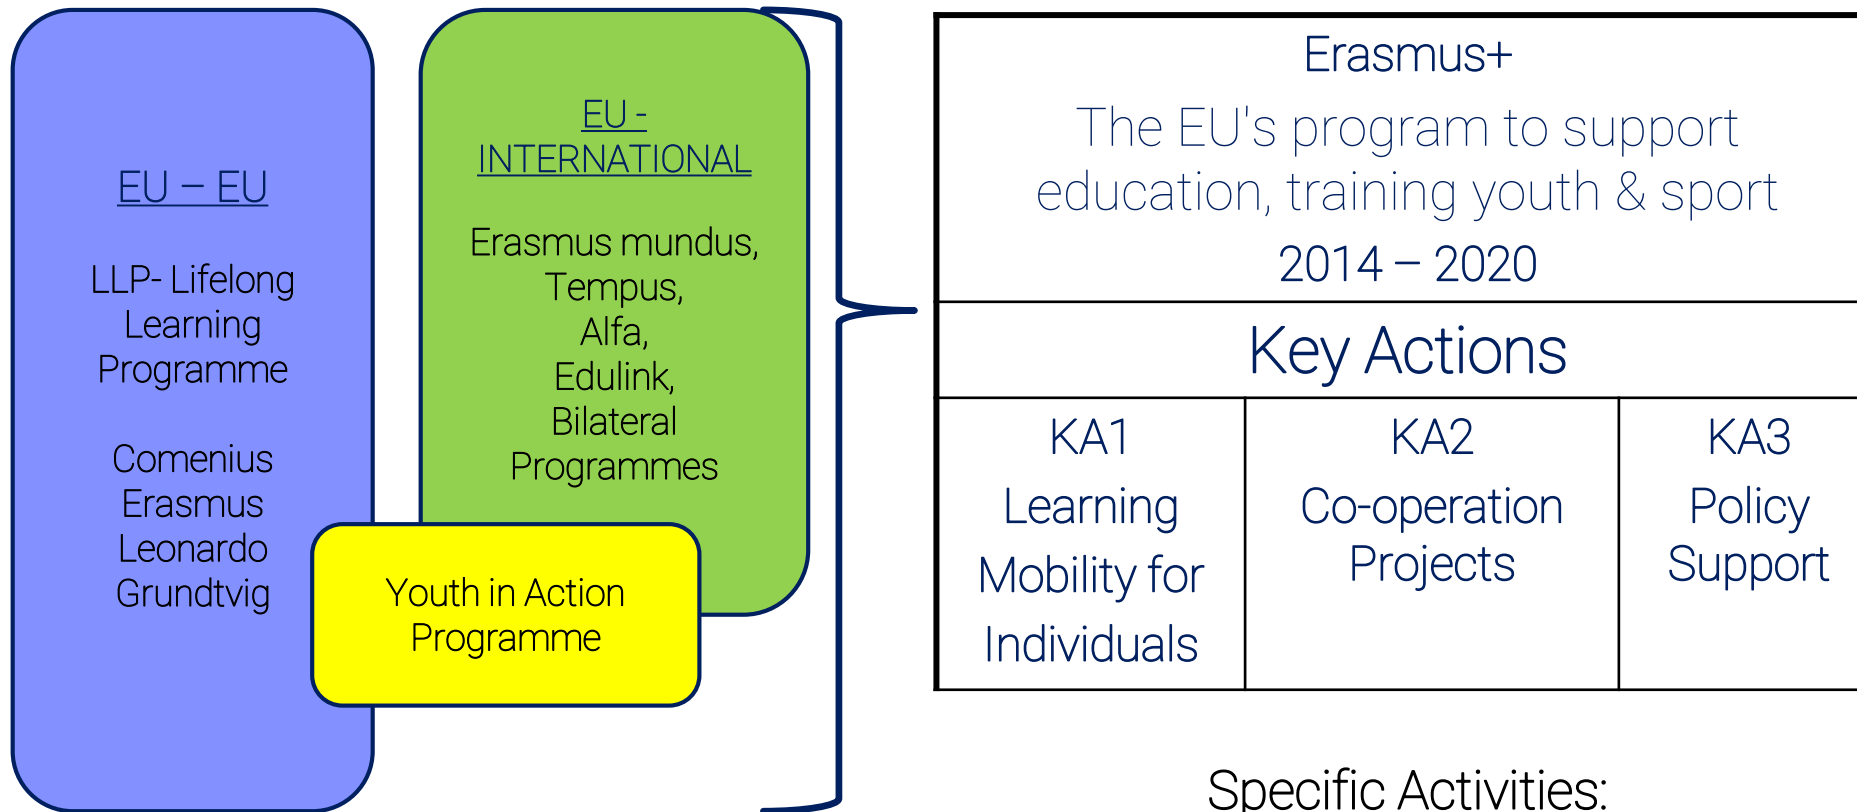 EU – EU
LLP- Lifelong
Learning
Programme
Comenius
Erasmus
Leonardo
Grundtvig
EU -
INTERNATIONAL
Erasmus mundus,
Tempus,
Alfa,
Edulink,
Bilateral
Programmes
Youth in Action
Programme
Erasmus+
The EU's program to support
education, training youth & sport
2014 – 2020
Key Actions
KA1
Learning
Mobility for
Individuals
KA2
Co-operation
Projects
KA3
Policy
Support
Specific Activities: